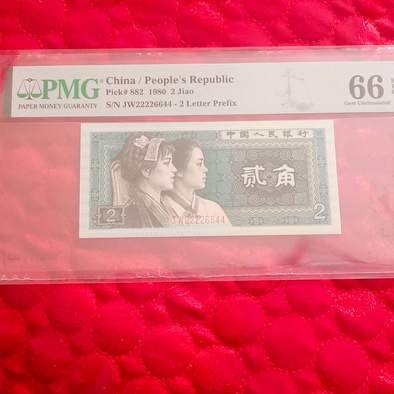 PMG
PAPER MONEY GUARANTY
China / People's Republic
Pick# 882 1980 2 Jiao
S/N JW22226644 - 2 Letter Prefix
66
Gem Uncirculated
中国人民银行
贰角
JW22226644
2
2